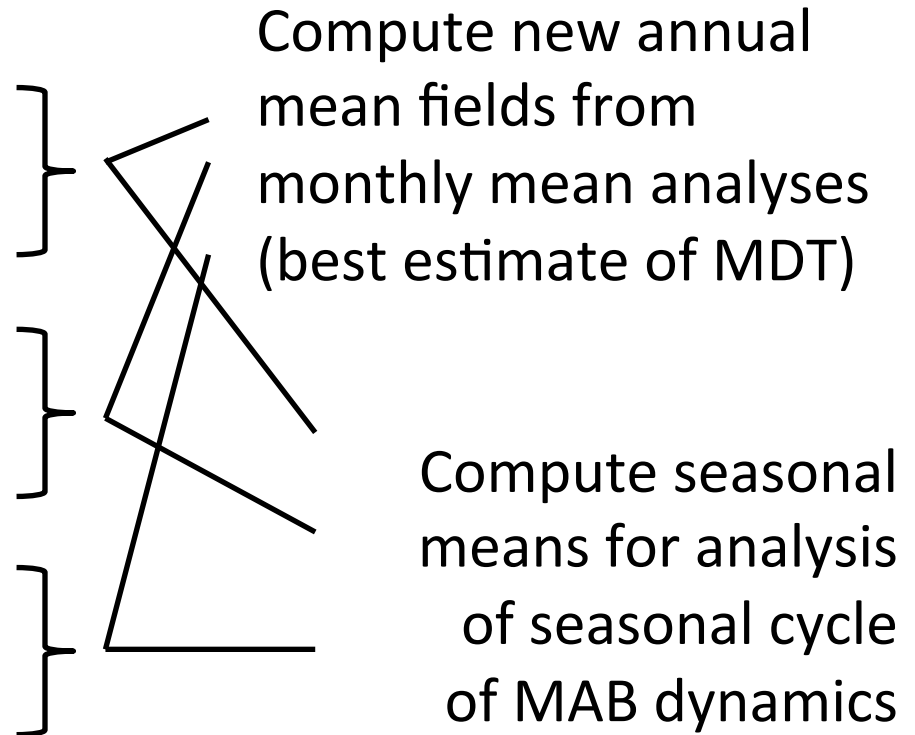 Compute new annual
mean fields from
monthly mean analyses
(best estimate of MDT)
Compute seasonal
means for analysis
of seasonal cycle
of MAB dynamics